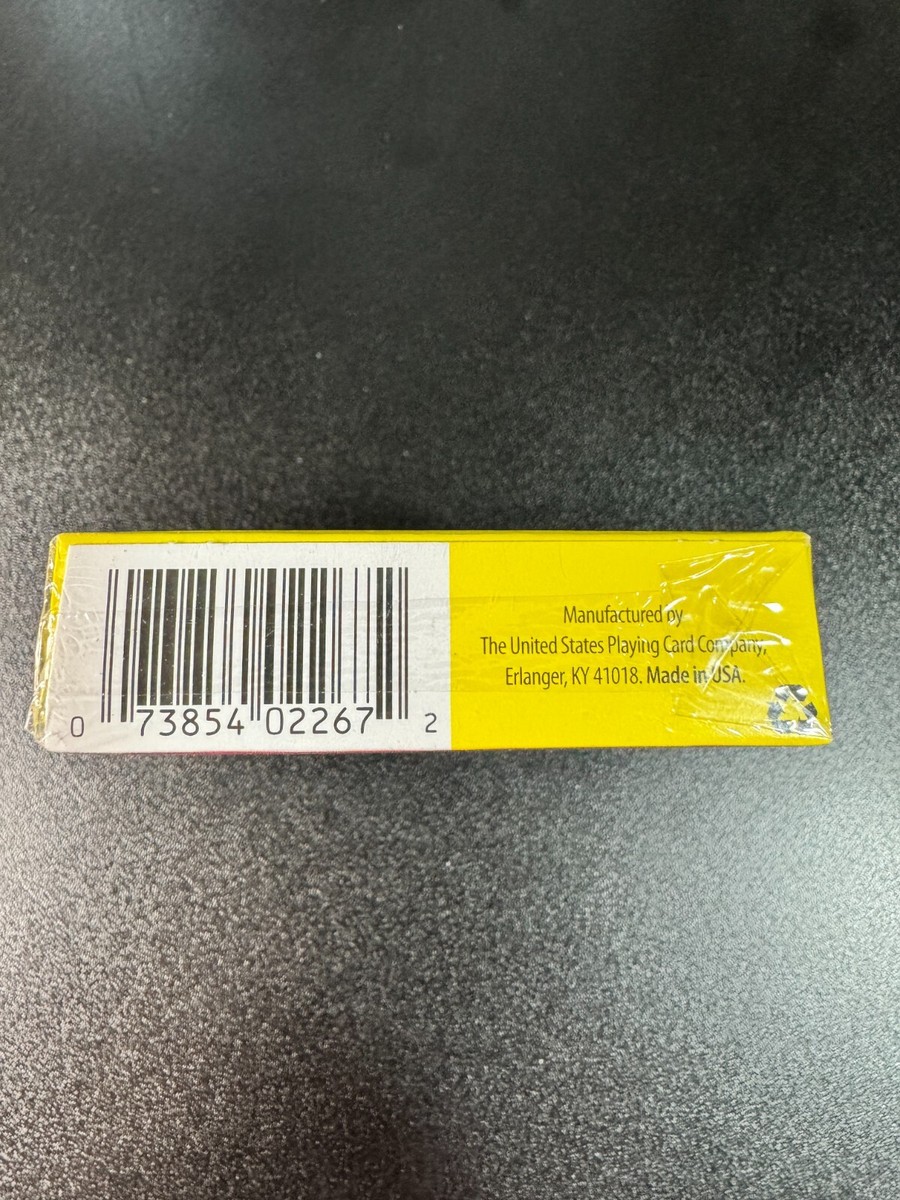 0 73854 02267 2
Manufactured by
The United States Playing Card Company,
Erlanger, KY 41018. Made in USA.